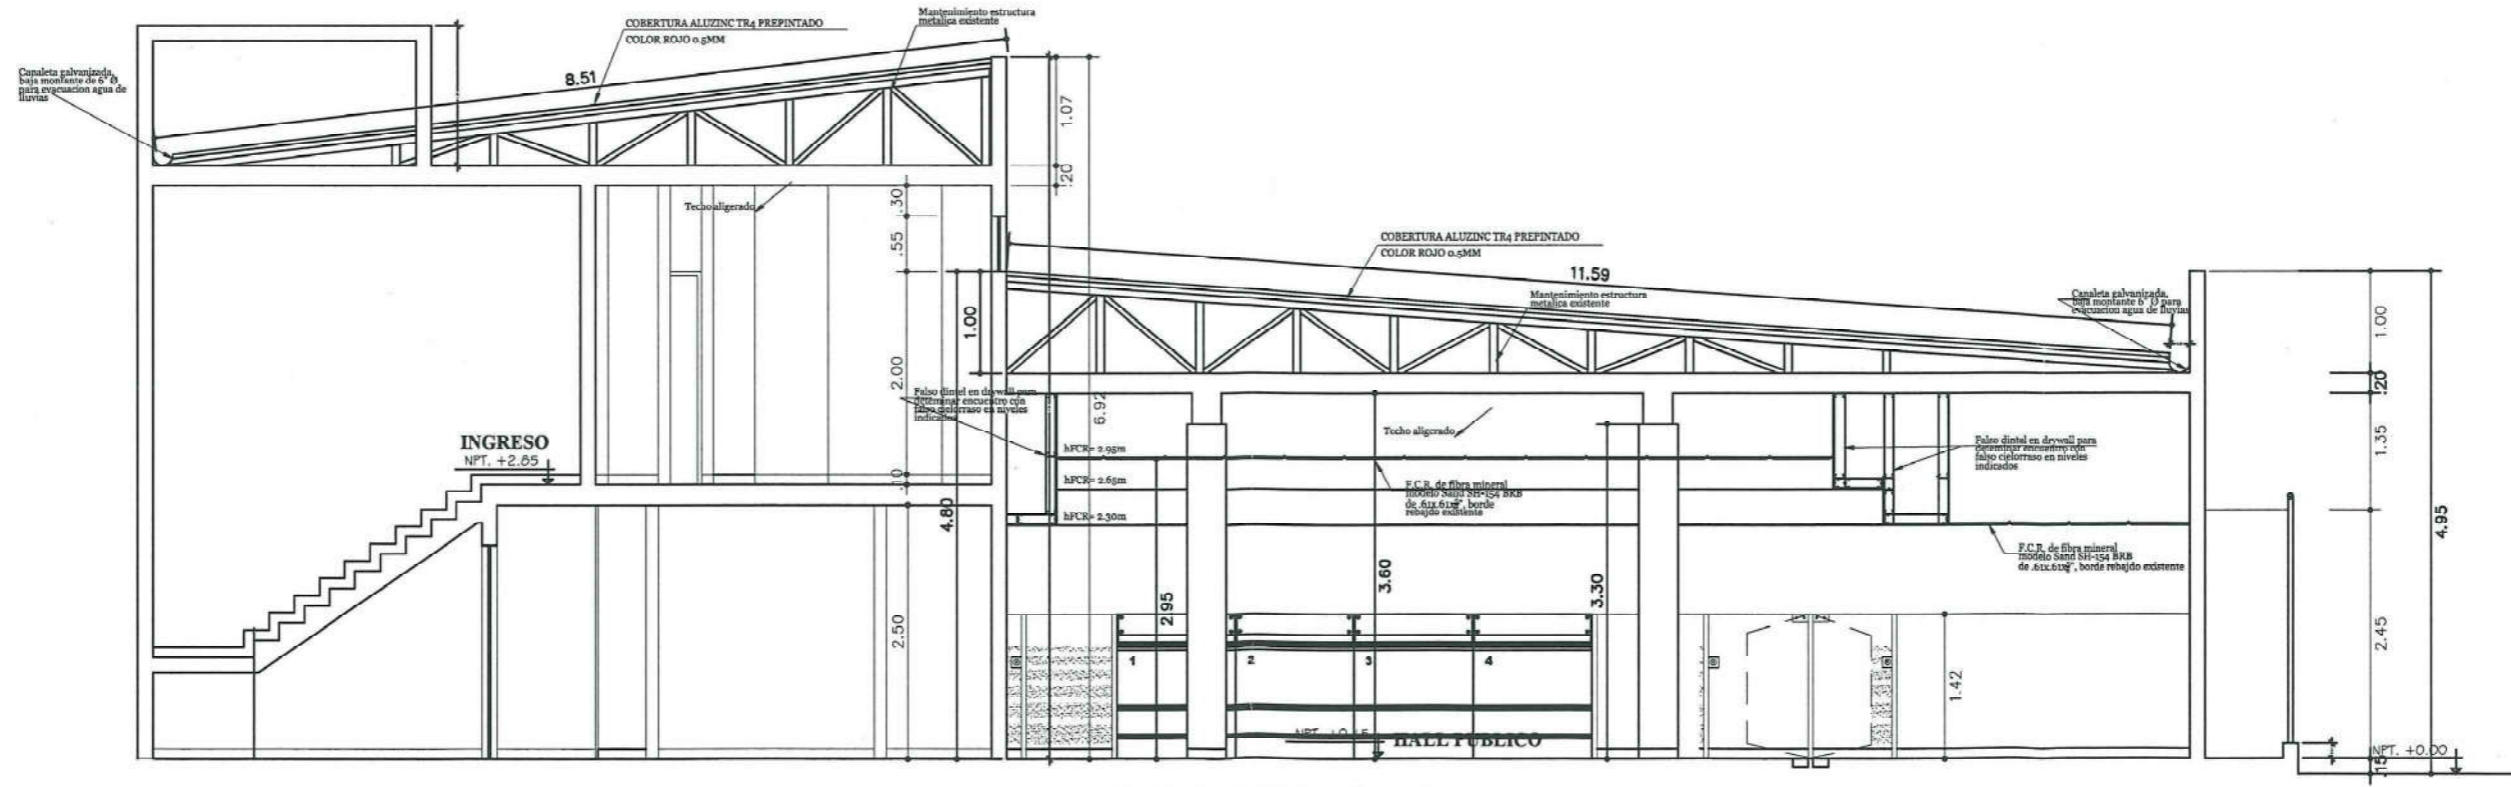 COBERTURA ALUZINC TR4 PREPINTADO
COLOR ROJO 0.5MM
Mantenimiento estructura
metalica existente
Canaleta galvanizada,
baja montante de 6" Ø
para evacuacion agua de
lluvias
8.51
1.07
.20
.30
.55
2.00
.10
2.50
Techo aligerado
COBERTURA ALUZINC TR4 PREPINTADO
COLOR ROJO 0.5MM
11.59
Mantenimiento estructura
metalica existente
Canaleta galvanizada,
baja montante 6" Ø para
evacuacion agua de lluvias
1.00
6.92
4.80
Falso dintel en drywall para
determinar encuentro con
falso cielorraso en niveles
indicados
INGRESO
NPT. +2.85
hFCR= 2.95m
hFCR= 2.65m
hFCR= 2.30m
Techo aligerado
F.C.R. de fibra mineral
modelo Sand SH-154 BRB
de .61x.61x , borde
rebajdo existente
Falso dintel en drywall para
determinar encuentro con
falso cielorraso en niveles
indicados
F.C.R. de fibra mineral
modelo Sand SH-154 BRB
de .61x.61x , borde rebajdo existente
2.95
3.60
3.30
1.42
1
2
3
4
NPT.
HALL PUBLICO
1.00
.20
1.35
2.45
.15
4.95
NPT. +0.00